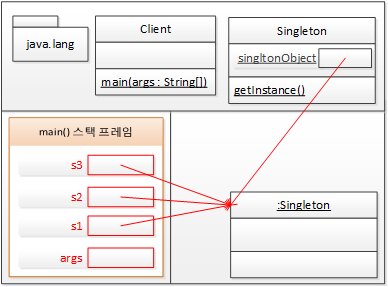 java.lang
Client
main(args : String[])
Singleton
singltonObject
getInstance()
main() 스택 프레임
s3
s2
s1
args
:Singleton